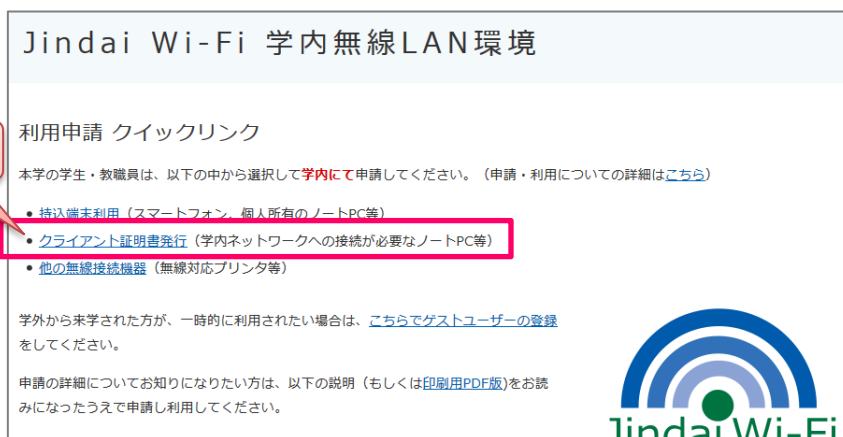 Jindai Wi-Fi 学内無線LAN環境
利用申請 クイックリンク
本学の学生・教職員は、以下の中から選択して学内にて申請してください。（申請・利用についての詳細はこちら）
• 持込端末利用（スマートフォン、個人所有のノートPC等）
• クライアント証明書発行（学内ネットワークへの接続が必要なノートPC等）
• 他の無線接続機器（無線対応プリンタ等）
学外から来学された方が、一時的に利用されたい場合は、こちらでゲストユーザーの登録
をしてください。
申請の詳細についてお知りになりたい方は、以下の説明（もしくは印刷用PDF版)をお読
みになったうえで申請し利用してください。
Jindai Wi-Fi